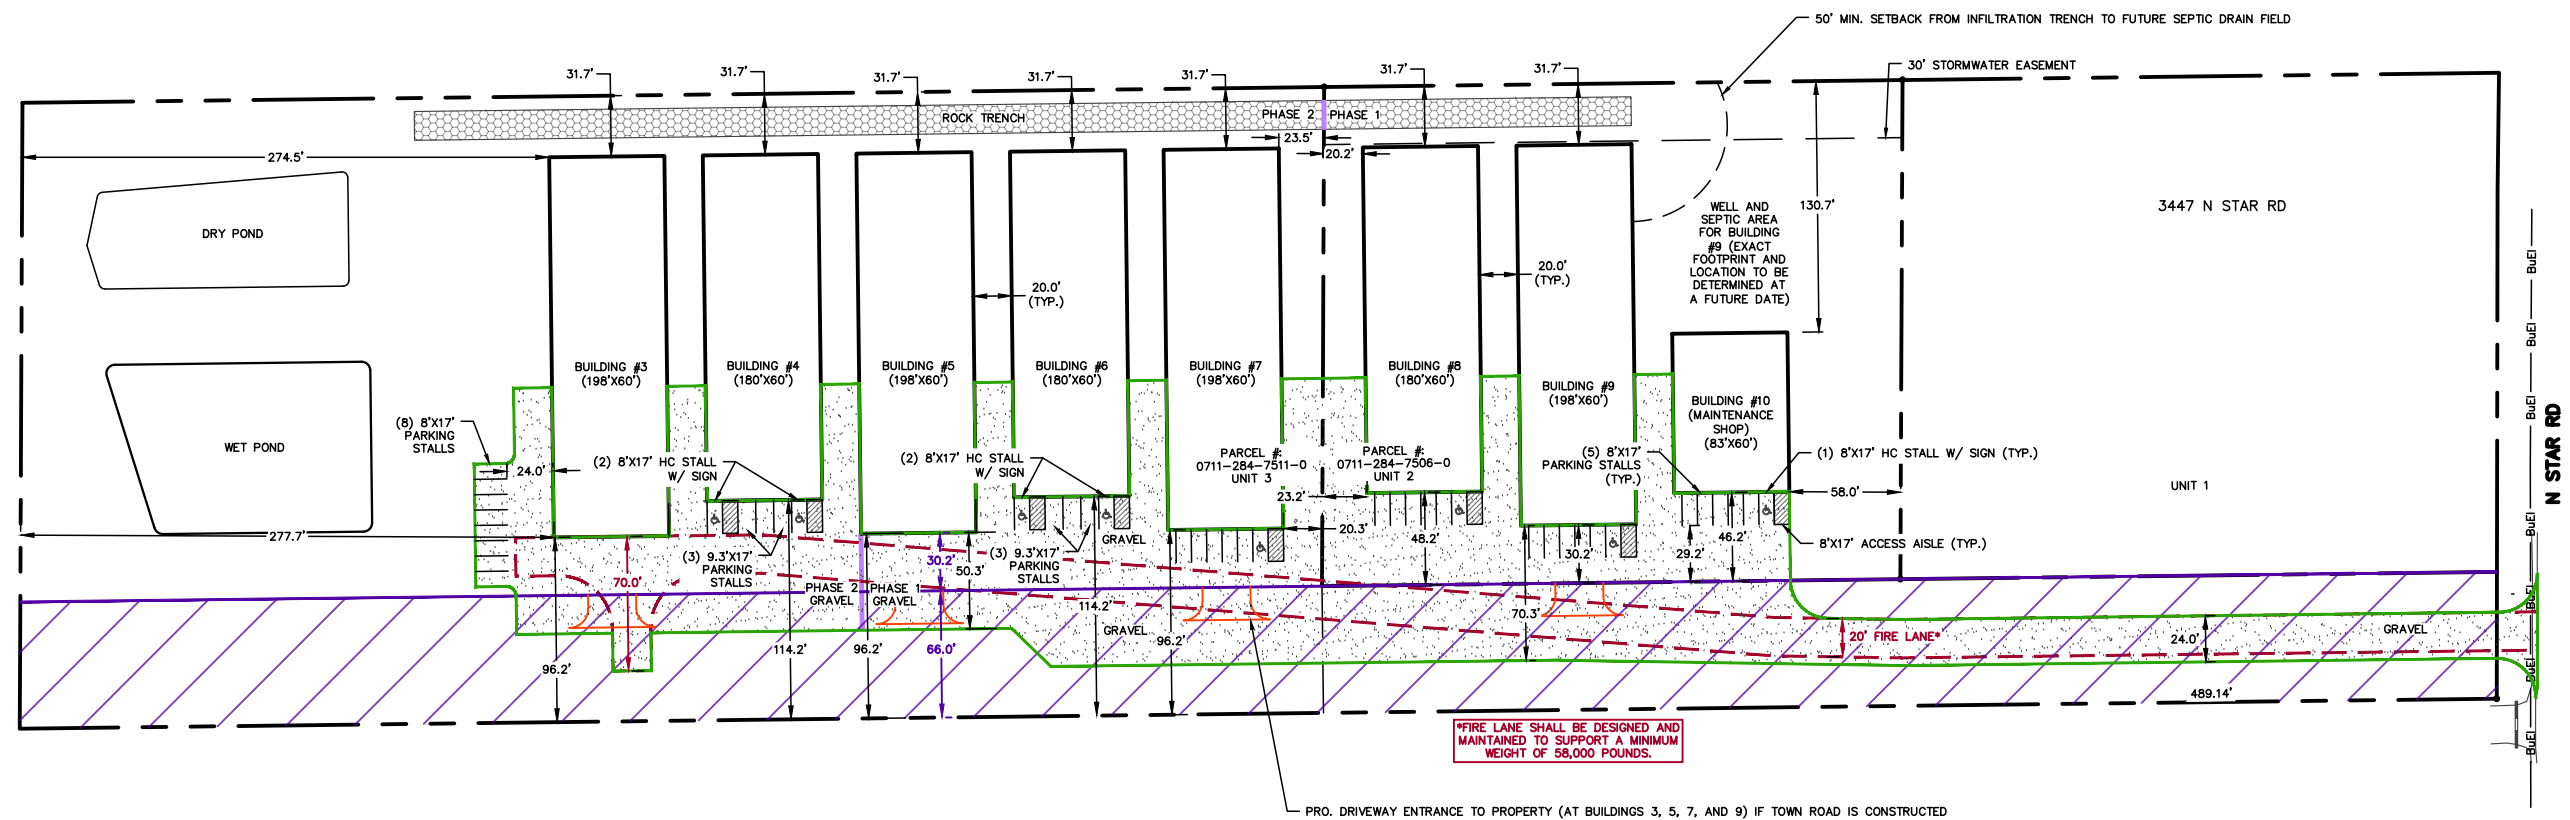 50' MIN. SETBACK FROM INFILTRATION TRENCH TO FUTURE SEPTIC DRAIN FIELD
30' STORMWATER EASEMENT
31.7'
31.7'
31.7'
31.7'
31.7'
31.7'
31.7'
ROCK TRENCH
PHASE 2
PHASE 1
23.5'
20.2'
274.5'
130.7'
DRY POND
3447 N STAR RD
WELL AND
SEPTIC AREA
FOR BUILDING
#9 (EXACT
FOOTPRINT AND
LOCATION TO BE
DETERMINED AT
A FUTURE DATE)
20.0'
(TYP.)
20.0'
(TYP.)
BUILDING #3
(198'X60')
BUILDING #4
(180'X60')
BUILDING #5
(198'X60')
BUILDING #6
(180'X60')
BUILDING #7
(198'X60')
BUILDING #8
(180'X60')
BUILDING #9
(198'X60')
BUILDING #10
(MAINTENANCE
SHOP)
(83'X60')
WET POND
(8) 8'X17'
PARKING
STALLS
24.0'
(2) 8'X17' HC STALL
W/ SIGN
(2) 8'X17' HC STALL
W/ SIGN
PARCEL #:
0711-284-7511-0
UNIT 3
PARCEL #:
0711-284-7506-0
UNIT 2
(5) 8'X17'
PARKING STALLS
(TYP.)
(1) 8'X17' HC STALL W/ SIGN (TYP.)
UNIT 1
58.0'
23.2'
20.3'
277.7'
8'X17' ACCESS AISLE (TYP.)
(3) 9.3'X17'
PARKING
STALLS
(3) 9.3'X17'
PARKING
STALLS
GRAVEL
48.2'
30.2'
29.2'
46.2'
30.2'
50.3'
70.0'
PHASE 2
GRAVEL
PHASE 1
GRAVEL
114.2'
70.3'
GRAVEL
GRAVEL
20' FIRE LANE*
24.0'
96.2'
114.2'
96.2'
66.0'
96.2'
489.14'
*FIRE LANE SHALL BE DESIGNED AND
MAINTAINED TO SUPPORT A MINIMUM
WEIGHT OF 58,000 POUNDS.
PRO. DRIVEWAY ENTRANCE TO PROPERTY (AT BUILDINGS 3, 5, 7, AND 9) IF TOWN ROAD IS CONSTRUCTED
N STAR RD
BuEl
BuEl
BuEl
BuEl
BuEl
BuEl
BuEl